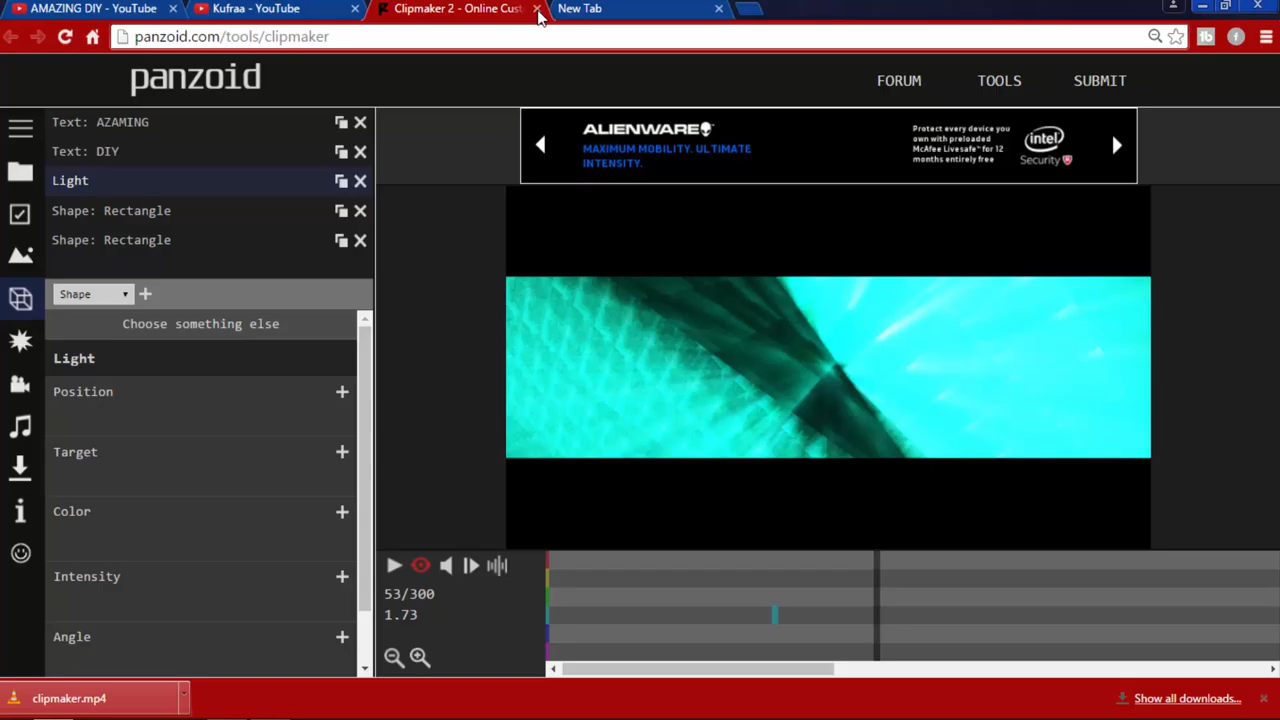 AMAZING DIY - YouTube
Kufraa - YouTube
Clipmaker 2 - Online Cust
New Tab
panzoid.com/tools/clipmaker
panzoid
FORUM
TOOLS
SUBMIT
Text: AZAMING
Text: DIY
Light
Shape: Rectangle
Shape: Rectangle
ALIENWARE
MAXIMUM MOBILITY. ULTIMATE
INTENSITY.
Protect every device you
own with preloaded
McAfee Livesafe™ for 12
months entirely free
intel
Security
Shape
Choose something else
Light
Position
Target
Color
Intensity
Angle
53/300
1.73
clipmaker.mp4
Show all downloads...